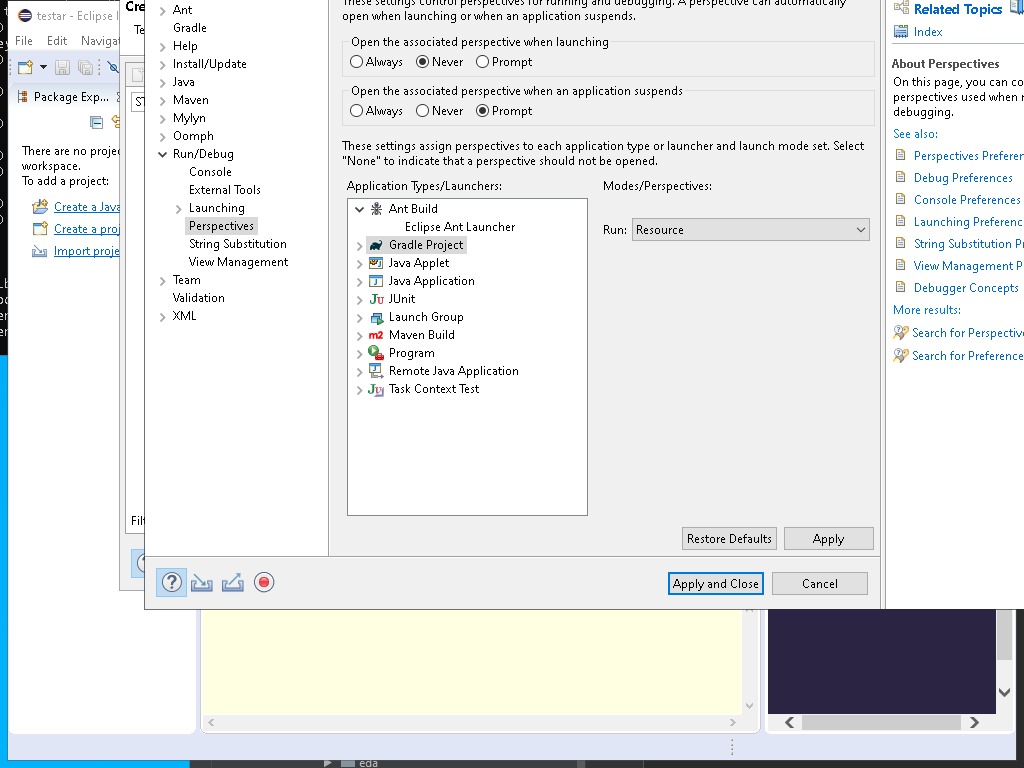 testar - Eclipse
File Edit Navigat
Package Exp...
There are no proje
workspace.
To add a project:
Create a Java
Create a proj
Import proje
Cre
Te
ST
Filt
Ant
Gradle
Help
Install/Update
Java
Maven
Mylyn
Oomph
Run/Debug
Console
External Tools
Launching
Perspectives
String Substitution
View Management
Team
Validation
XML
These settings control perspectives for running and debugging. A perspective can automatically
open when launching or when an application suspends.
Open the associated perspective when launching
Always Never Prompt
Open the associated perspective when an application suspends
Always Never Prompt
These settings assign perspectives to each application type or launcher and launch mode set. Select
"None" to indicate that a perspective should not be opened.
Application Types/Launchers:
Ant Build
Eclipse Ant Launcher
Gradle Project
Java Applet
Java Application
JUnit
Launch Group
Maven Build
Program
Remote Java Application
Task Context Test
Modes/Perspectives:
Run: Resource
Restore Defaults Apply
Apply and Close Cancel
Related Topics
Index
About Perspectives
On this page, you can co
perspectives used when r
debugging.
See also:
Perspectives Preferen
Debug Preferences
Console Preferences
Launching Preferenc
String Substitution Pr
View Management P
Debugger Concepts
More results:
Search for Perspective
Search for Preference
eda